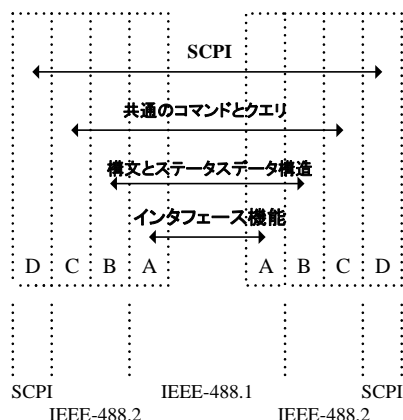 SCPI
共通のコマンドとクエリ
構文とステータスデータ構造
インタフェース機能
D C B A A B C D
SCPI IEEE-488.1 SCPI
IEEE-488.2 IEEE-488.2